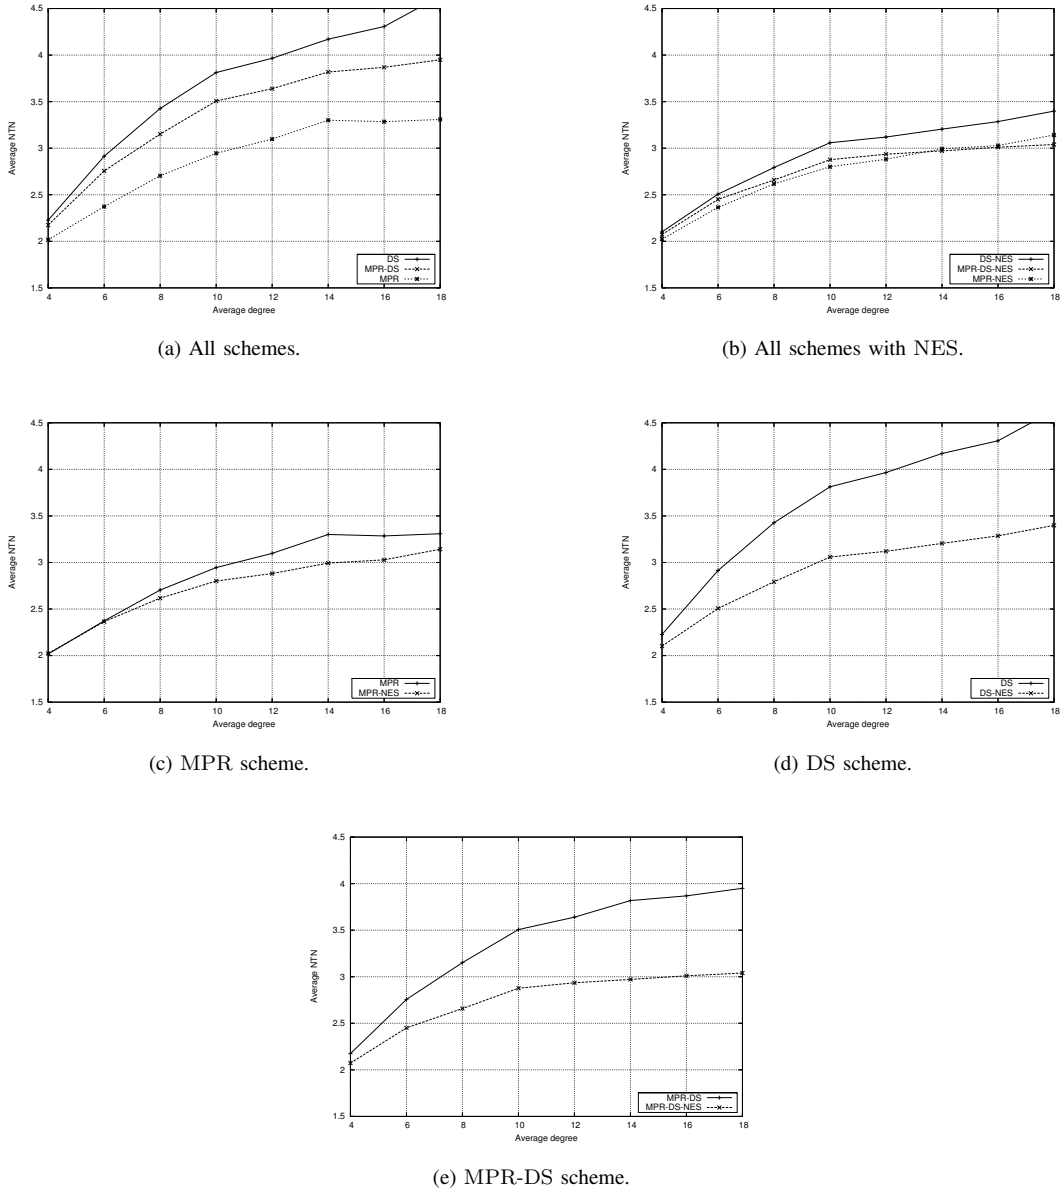 4.5
4
3.5
3
2.5
2
1.5
Average NTN
4 6 8 10 12 14 16 18
Average degree
DS
MPR-DS
MPR
(a) All schemes.
4.5
4
3.5
3
2.5
2
1.5
Average NTN
4 6 8 10 12 14 16 18
Average degree
DS-NES
MPR-DS-NES
MPR-NES
(b) All schemes with NES.
4.5
4
3.5
3
2.5
2
1.5
Average NTN
4 6 8 10 12 14 16 18
Average degree
MPR
MPR-NES
(c) MPR scheme.
4.5
4
3.5
3
2.5
2
1.5
Average NTN
4 6 8 10 12 14 16 18
Average degree
DS
DS-NES
(d) DS scheme.
4.5
4
3.5
3
2.5
2
1.5
Average NTN
4 6 8 10 12 14 16 18
Average degree
MPR-DS
MPR-DS-NES
(e) MPR-DS scheme.